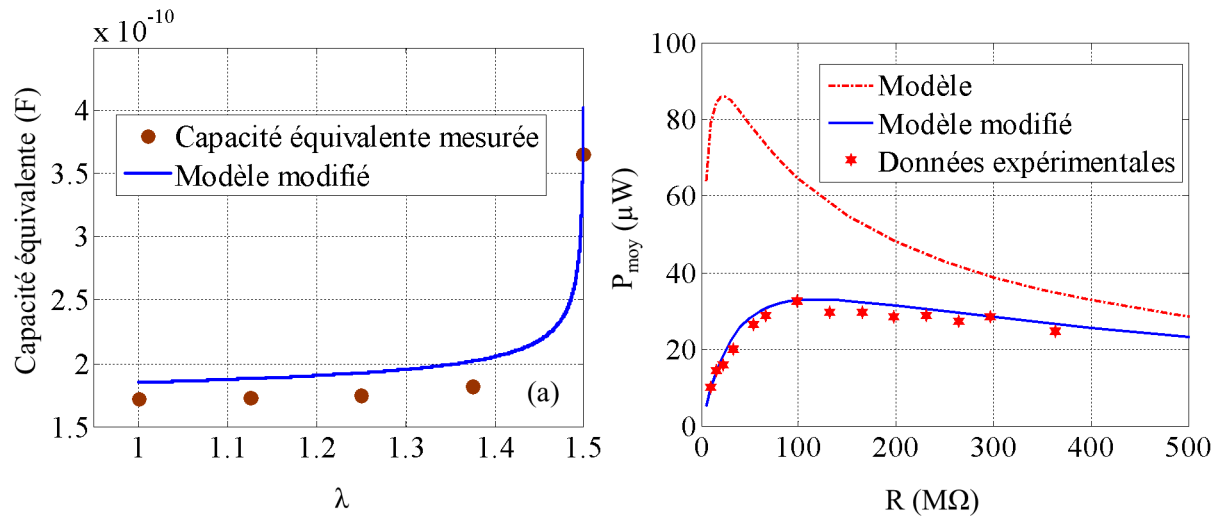 x 10⁻¹⁰
Capacité équivalente (F)
4
3.5
3
2.5
2
1.5
1
1.1
1.2
1.3
1.4
1.5
λ
Capacité équivalente mesurée
Modèle modifié
(a)
P_moy (µW)
100
80
60
40
20
0
0
100
200
300
400
500
R (MΩ)
Modèle
Modèle modifié
Données expérimentales